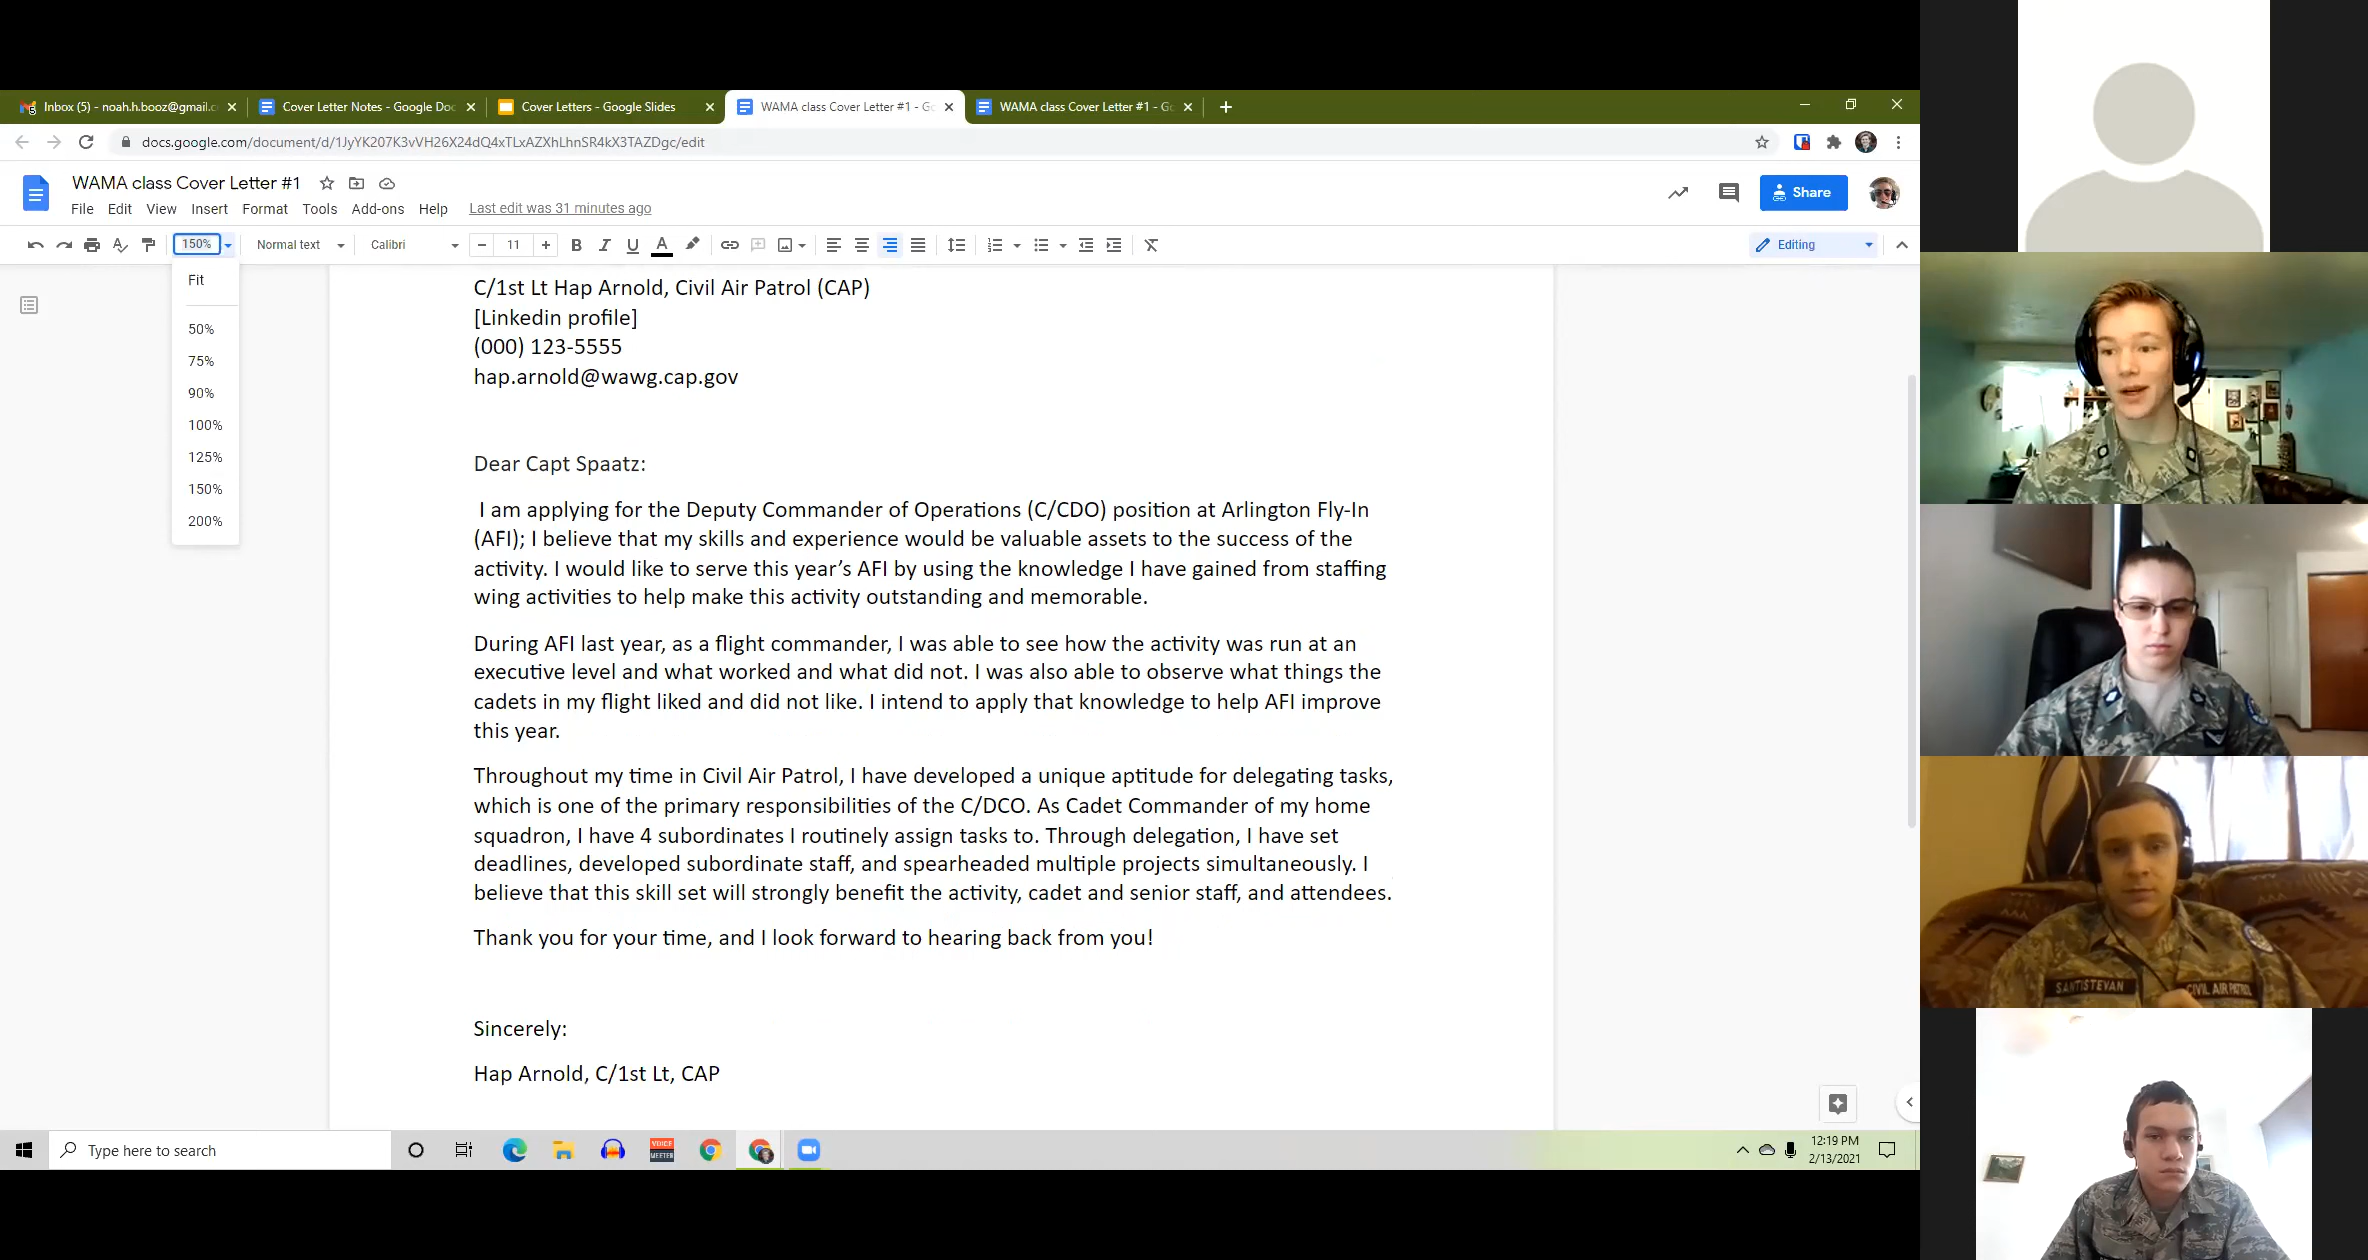 Inbox (5) - noah.h.booz@gmail.c
Cover Letter Notes - Google Doc
Cover Letters - Google Slides
WAMA class Cover Letter #1 - Go
WAMA class Cover Letter #1 - Go
docs.google.com/document/d/1JyYK207K3vVH26X24dQ4xTLxAZXhLhnSR4kX3TAZDgc/edit
WAMA class Cover Letter #1
File Edit View Insert Format Tools Add-ons Help Last edit was 31 minutes ago
Share
150% Normal text Calibri 11 B I U A Editing
Fit
50%
75%
90%
100%
125%
150%
200%
C/1st Lt Hap Arnold, Civil Air Patrol (CAP)
[Linkedin profile]
(000) 123-5555
hap.arnold@wawg.cap.gov
Dear Capt Spaatz:
I am applying for the Deputy Commander of Operations (C/CDO) position at Arlington Fly-In
(AFI); I believe that my skills and experience would be valuable assets to the success of the
activity. I would like to serve this year’s AFI by using the knowledge I have gained from staffing
wing activities to help make this activity outstanding and memorable.
During AFI last year, as a flight commander, I was able to see how the activity was run at an
executive level and what worked and what did not. I was also able to observe what things the
cadets in my flight liked and did not like. I intend to apply that knowledge to help AFI improve
this year.
Throughout my time in Civil Air Patrol, I have developed a unique aptitude for delegating tasks,
which is one of the primary responsibilities of the C/DCO. As Cadet Commander of my home
squadron, I have 4 subordinates I routinely assign tasks to. Through delegation, I have set
deadlines, developed subordinate staff, and spearheaded multiple projects simultaneously. I
believe that this skill set will strongly benefit the activity, cadet and senior staff, and attendees.
Thank you for your time, and I look forward to hearing back from you!
Sincerely:
Hap Arnold, C/1st Lt, CAP
SANTISTEVAN
CIVIL AIR PATROL
Type here to search
VOICE
MEETER
12:19 PM
2/13/2021